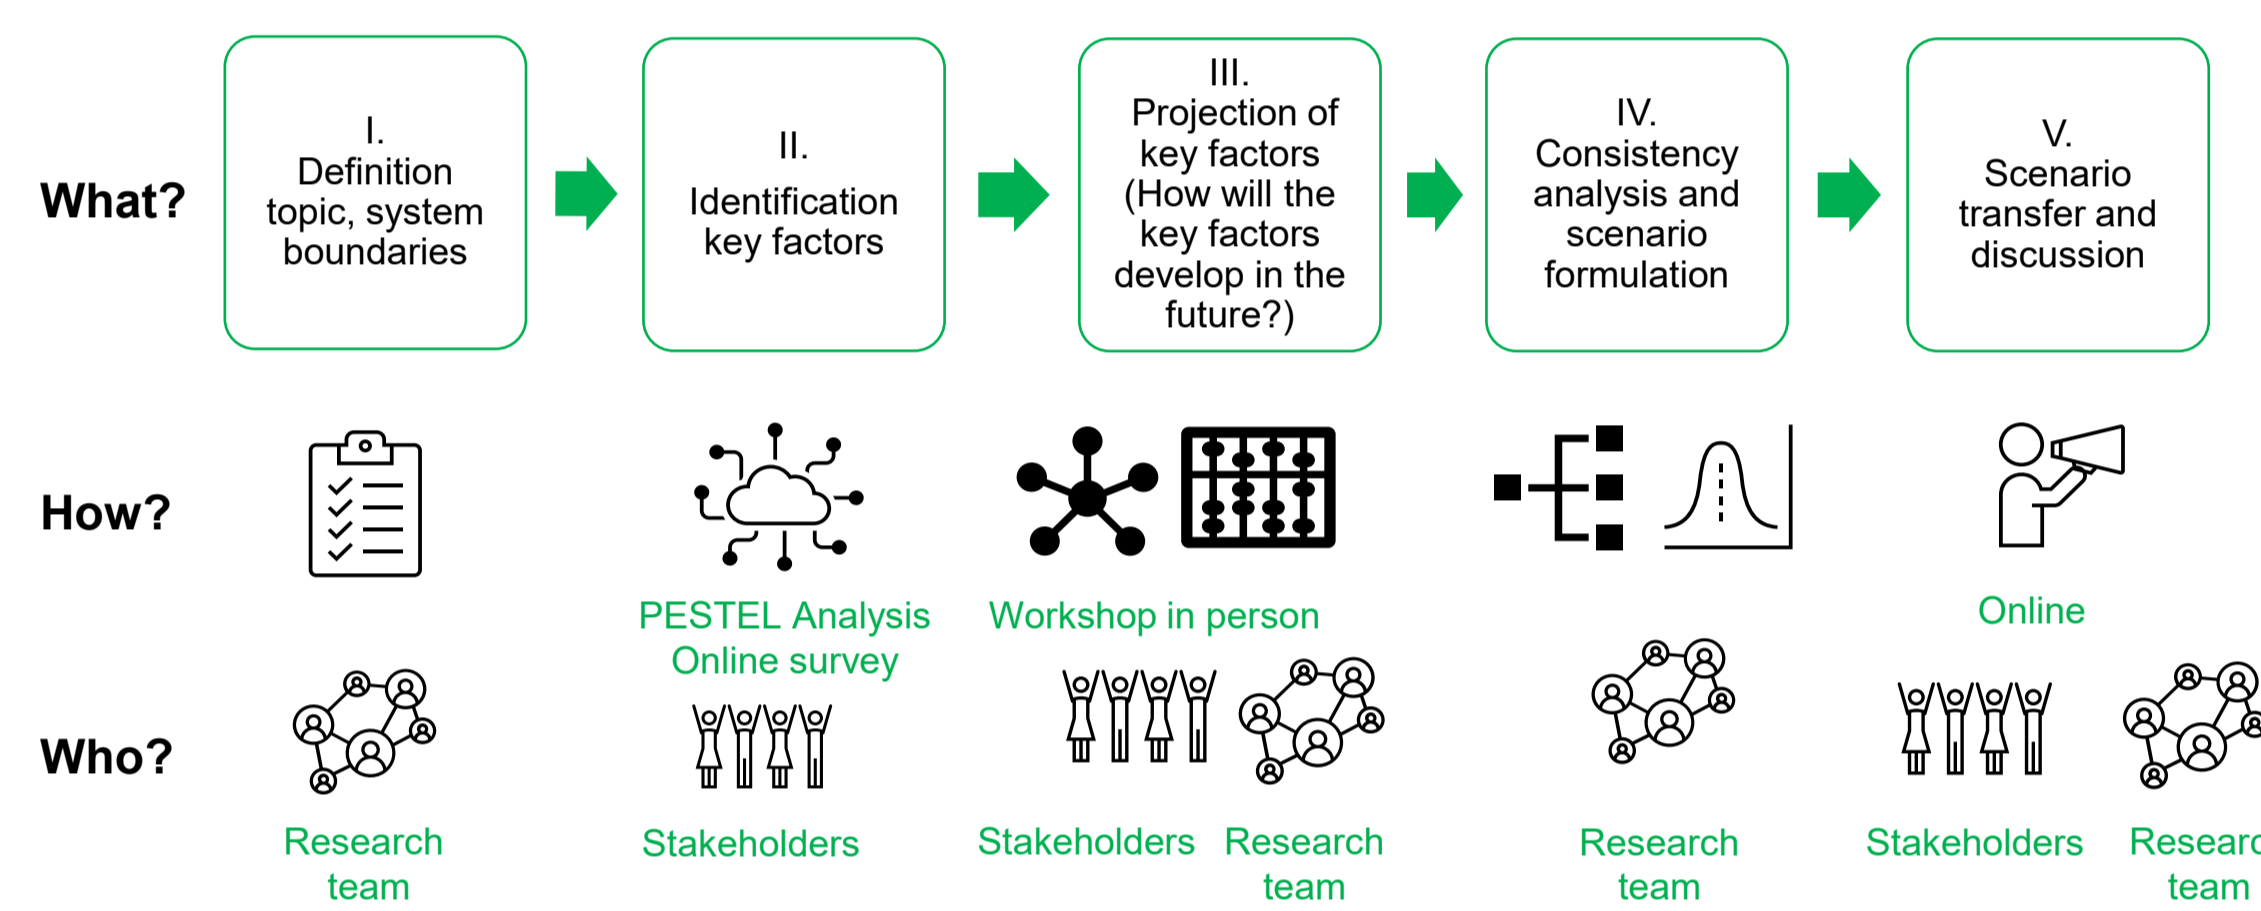 What?
I.
Definition
topic, system
boundaries
II.
Identification
key factors
III.
Projection of
key factors
(How will the
key factors
develop in the
future?)
IV.
Consistency
analysis and
scenario
formulation
V.
Scenario
transfer and
discussion
How?
PESTEL Analysis
Online survey
Workshop in person
Online
Who?
Research
team
Stakeholders
Stakeholders
Research
team
Research
team
Stakeholders
Researc
team